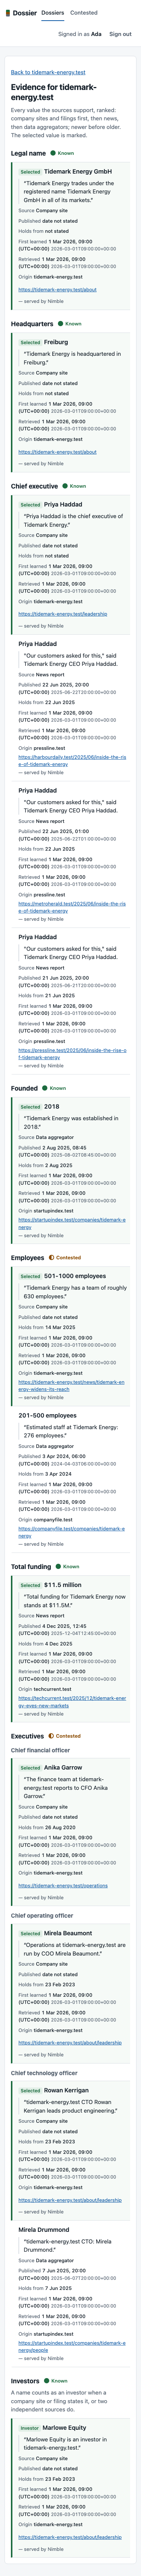 Dossier
Dossiers
Contested
Signed in as Ada
Sign out
Back to tidemark-energy.test
Evidence for tidemark-
energy.test
Every value the sources support, ranked:
company sites and filings first, then news,
then data aggregators; newer before older.
The selected value is marked.
Legal name Known
Selected Tidemark Energy GmbH
"Tidemark Energy trades under the
registered name Tidemark Energy
GmbH in all of its markets."
Source Company site
Published date not stated
Holds from not stated
First learned 1 Mar 2026, 09:00
(UTC+00:00) 2026-03-01T09:00:00+00:00
Retrieved 1 Mar 2026, 09:00
(UTC+00:00) 2026-03-01T09:00:00+00:00
Origin tidemark-energy.test
https://tidemark-energy.test/about
— served by Nimble
Headquarters Known
Selected Freiburg
"Tidemark Energy is headquartered in
Freiburg."
Source Company site
Published date not stated
Holds from not stated
First learned 1 Mar 2026, 09:00
(UTC+00:00) 2026-03-01T09:00:00+00:00
Retrieved 1 Mar 2026, 09:00
(UTC+00:00) 2026-03-01T09:00:00+00:00
Origin tidemark-energy.test
https://tidemark-energy.test/about
— served by Nimble
Chief executive Known
Selected Priya Haddad
"Priya Haddad is the chief executive of
Tidemark Energy."
Source Company site
Published date not stated
Holds from not stated
First learned 1 Mar 2026, 09:00
(UTC+00:00) 2026-03-01T09:00:00+00:00
Retrieved 1 Mar 2026, 09:00
(UTC+00:00) 2026-03-01T09:00:00+00:00
Origin tidemark-energy.test
https://tidemark-energy.test/leadership
— served by Nimble
Priya Haddad
"Our customers asked for this," said
Tidemark Energy CEO Priya Haddad.
Source News report
Published 22 Jun 2025, 20:00
(UTC+00:00) 2025-06-22T20:00:00+00:00
Holds from 22 Jun 2025
First learned 1 Mar 2026, 09:00
(UTC+00:00) 2026-03-01T09:00:00+00:00
Retrieved 1 Mar 2026, 09:00
(UTC+00:00) 2026-03-01T09:00:00+00:00
Origin pressline.test
https://harbourdaily.test/2025/06/inside-the-ris
e-of-tidemark-energy
— served by Nimble
Priya Haddad
"Our customers asked for this," said
Tidemark Energy CEO Priya Haddad.
Source News report
Published 22 Jun 2025, 01:00
(UTC+00:00) 2025-06-22T01:00:00+00:00
Holds from 22 Jun 2025
First learned 1 Mar 2026, 09:00
(UTC+00:00) 2026-03-01T09:00:00+00:00
Retrieved 1 Mar 2026, 09:00
(UTC+00:00) 2026-03-01T09:00:00+00:00
Origin pressline.test
https://metroherald.test/2025/06/inside-the-ris
e-of-tidemark-energy
— served by Nimble
Priya Haddad
"Our customers asked for this," said
Tidemark Energy CEO Priya Haddad.
Source News report
Published 21 Jun 2025, 20:00
(UTC+00:00) 2025-06-21T20:00:00+00:00
Holds from 21 Jun 2025
First learned 1 Mar 2026, 09:00
(UTC+00:00) 2026-03-01T09:00:00+00:00
Retrieved 1 Mar 2026, 09:00
(UTC+00:00) 2026-03-01T09:00:00+00:00
Origin pressline.test
https://pressline.test/2025/06/inside-the-rise-o
f-tidemark-energy
— served by Nimble
Founded Known
Selected 2018
"Tidemark Energy was established in
2018."
Source Data aggregator
Published 2 Aug 2025, 08:45
(UTC+00:00) 2025-08-02T08:45:00+00:00
Holds from 2 Aug 2025
First learned 1 Mar 2026, 09:00
(UTC+00:00) 2026-03-01T09:00:00+00:00
Retrieved 1 Mar 2026, 09:00
(UTC+00:00) 2026-03-01T09:00:00+00:00
Origin startupindex.test
https://startupindex.test/companies/tidemark-e
nergy
— served by Nimble
Employees Contested
Selected 501-1000 employees
"Tidemark Energy has a team of roughly
630 employees."
Source Company site
Published date not stated
Holds from 14 Mar 2025
First learned 1 Mar 2026, 09:00
(UTC+00:00) 2026-03-01T09:00:00+00:00
Retrieved 1 Mar 2026, 09:00
(UTC+00:00) 2026-03-01T09:00:00+00:00
Origin tidemark-energy.test
https://tidemark-energy.test/news/tidemark-en
ergy-widens-its-reach
— served by Nimble
201-500 employees
"Estimated staff at Tidemark Energy:
276 employees."
Source Data aggregator
Published 3 Apr 2024, 06:00
(UTC+00:00) 2024-04-03T06:00:00+00:00
Holds from 3 Apr 2024
First learned 1 Mar 2026, 09:00
(UTC+00:00) 2026-03-01T09:00:00+00:00
Retrieved 1 Mar 2026, 09:00
(UTC+00:00) 2026-03-01T09:00:00+00:00
Origin companyfile.test
https://companyfile.test/companies/tidemark-e
nergy
— served by Nimble
Total funding Known
Selected $11.5 million
"Total funding for Tidemark Energy now
stands at $11.5M."
Source News report
Published 4 Dec 2025, 12:45
(UTC+00:00) 2025-12-04T12:45:00+00:00
Holds from 4 Dec 2025
First learned 1 Mar 2026, 09:00
(UTC+00:00) 2026-03-01T09:00:00+00:00
Retrieved 1 Mar 2026, 09:00
(UTC+00:00) 2026-03-01T09:00:00+00:00
Origin techcurrent.test
https://techcurrent.test/2025/12/tidemark-ener
gy-eyes-new-markets
— served by Nimble
Executives Contested
Chief financial officer
Selected Anika Garrow
"The finance team at tidemark-
energy.test reports to CFO Anika
Garrow."
Source Company site
Published date not stated
Holds from 26 Aug 2020
First learned 1 Mar 2026, 09:00
(UTC+00:00) 2026-03-01T09:00:00+00:00
Retrieved 1 Mar 2026, 09:00
(UTC+00:00) 2026-03-01T09:00:00+00:00
Origin tidemark-energy.test
https://tidemark-energy.test/operations
— served by Nimble
Chief operating officer
Selected Mirela Beaumont
"Operations at tidemark-energy.test are
run by COO Mirela Beaumont."
Source Company site
Published date not stated
Holds from 23 Feb 2023
First learned 1 Mar 2026, 09:00
(UTC+00:00) 2026-03-01T09:00:00+00:00
Retrieved 1 Mar 2026, 09:00
(UTC+00:00) 2026-03-01T09:00:00+00:00
Origin tidemark-energy.test
https://tidemark-energy.test/about/leadership
— served by Nimble
Chief technology officer
Selected Rowan Kerrigan
"tidemark-energy.test CTO Rowan
Kerrigan leads product engineering."
Source Company site
Published date not stated
Holds from 23 Feb 2023
First learned 1 Mar 2026, 09:00
(UTC+00:00) 2026-03-01T09:00:00+00:00
Retrieved 1 Mar 2026, 09:00
(UTC+00:00) 2026-03-01T09:00:00+00:00
Origin tidemark-energy.test
https://tidemark-energy.test/about/leadership
— served by Nimble
Mirela Drummond
"tidemark-energy.test CTO: Mirela
Drummond."
Source Data aggregator
Published 7 Jun 2025, 20:00
(UTC+00:00) 2025-06-07T20:00:00+00:00
Holds from 7 Jun 2025
First learned 1 Mar 2026, 09:00
(UTC+00:00) 2026-03-01T09:00:00+00:00
Retrieved 1 Mar 2026, 09:00
(UTC+00:00) 2026-03-01T09:00:00+00:00
Origin startupindex.test
https://startupindex.test/companies/tidemark-e
nergy/people
— served by Nimble
Investors Known
A name counts as an investor when a
company site or filing states it, or two
independent sources do.
Investor Marlowe Equity
"Marlowe Equity is an investor in
tidemark-energy.test."
Source Company site
Published date not stated
Holds from 23 Feb 2023
First learned 1 Mar 2026, 09:00
(UTC+00:00) 2026-03-01T09:00:00+00:00
Retrieved 1 Mar 2026, 09:00
(UTC+00:00) 2026-03-01T09:00:00+00:00
Origin tidemark-energy.test
https://tidemark-energy.test/about/leadership
— served by Nimble